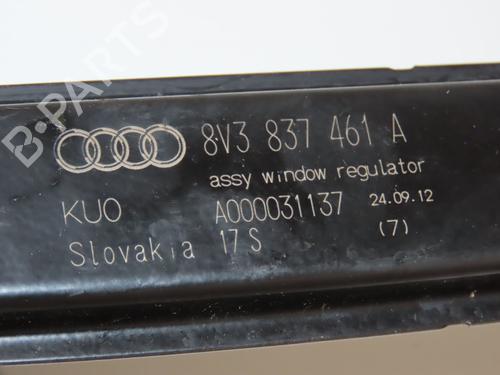 B-PARTS
8V3 837 461 A
assy window regulator
KUO A000031137 24.09.12
Slovakia 17S (7)